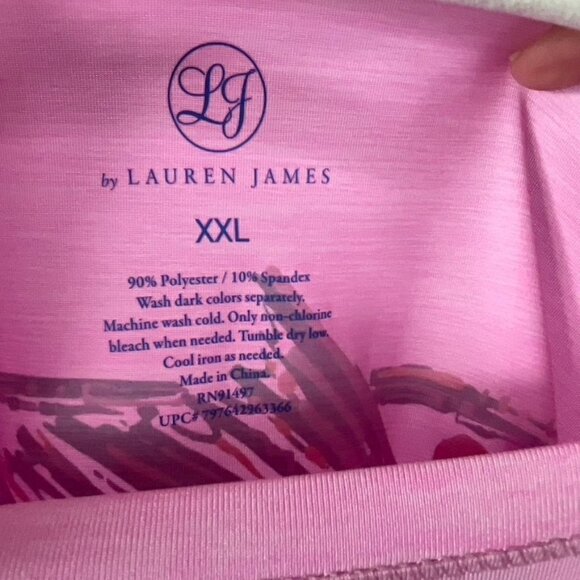 LJ
by LAUREN JAMES
XXL
90% Polyester / 10% Spandex
Wash dark colors separately.
Machine wash cold. Only non-chlorine
bleach when needed. Tumble dry low.
Cool iron as needed.
Made in China.
RN91497
UPC# 797642963366